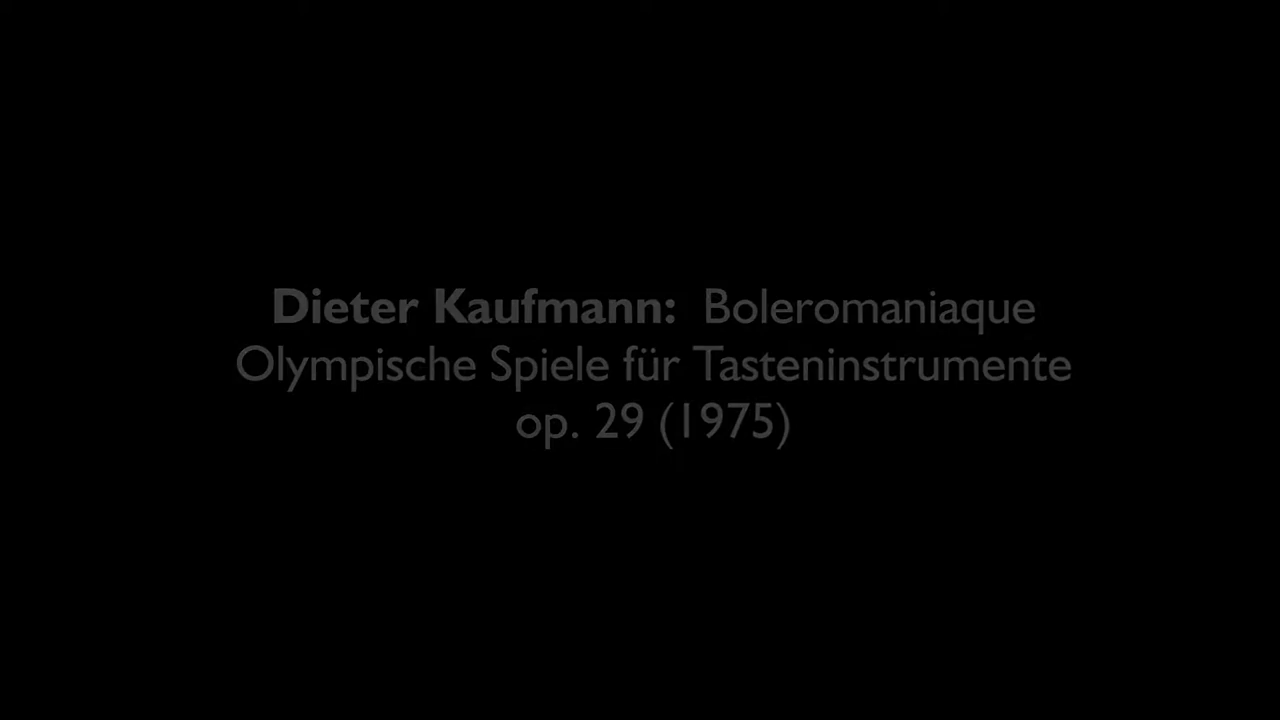 Dieter Kaufmann: Boleromaniaque
Olympische Spiele für Tasteninstrumente
op. 29 (1975)